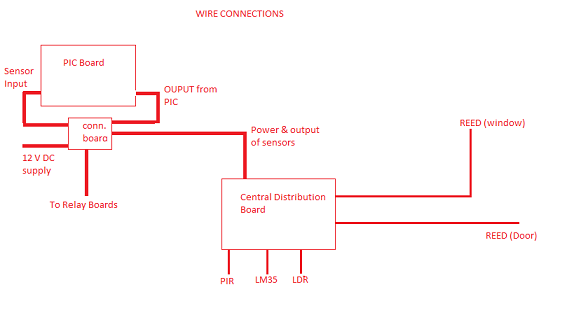 WIRE CONNECTIONS
PIC Board
Sensor
Input
OUPUT from
PIC
conn.
board
Power & output
of sensors
REED (window)
12 V DC
supply
To Relay Boards
Central Distribution
Board
REED (Door)
PIR
LM35
LDR